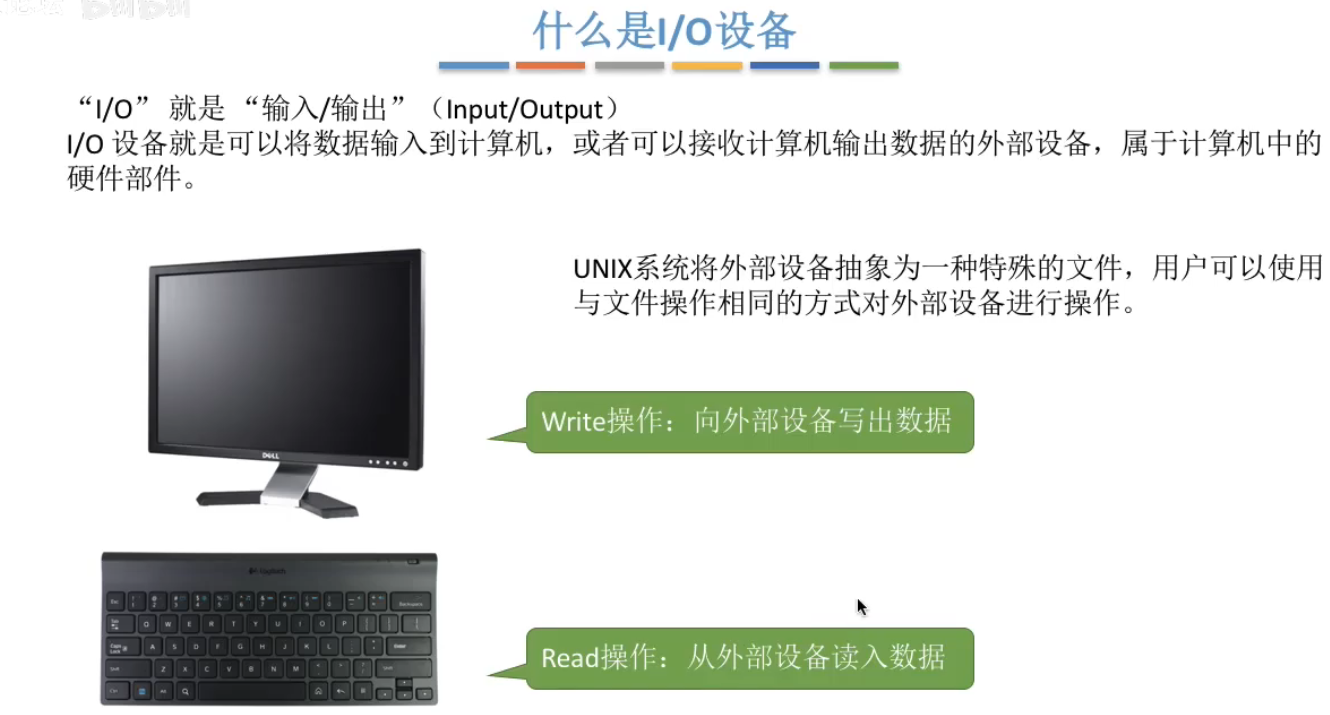 什么是I/O设备
“I/O” 就是 “输入/输出” （Input/Output）
I/O 设备就是可以将数据输入到计算机，或者可以接收计算机输出数据的外部设备，属于计算机中的
硬件部件。
UNIX系统将外部设备抽象为一种特殊的文件，用户可以使用
与文件操作相同的方式对外部设备进行操作。
Write操作：向外部设备写出数据
DELL
Read操作：从外部设备读入数据